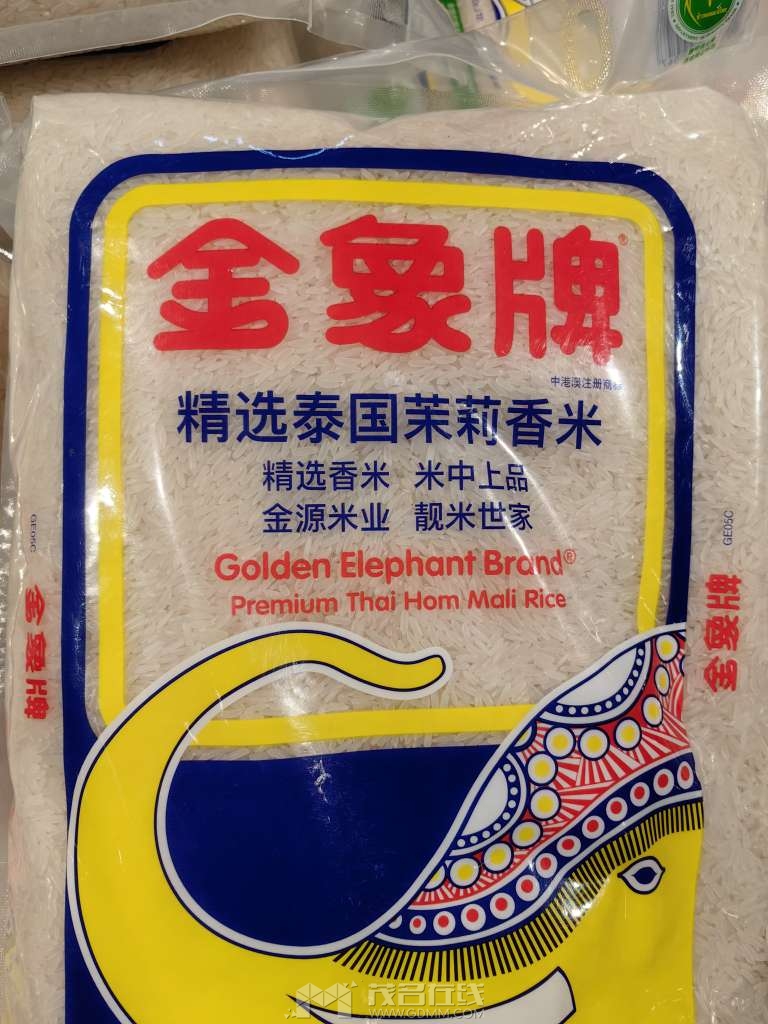 金象牌®
中港澳注册商标
精选泰国茉莉香米
精选香米 米中上品
金源米业 靓米世家
Golden Elephant Brand®
Premium Thai Hom Mali Rice
GE05C
金象牌
GE05C
金象牌
茂名在线
WWW.GDMM.COM